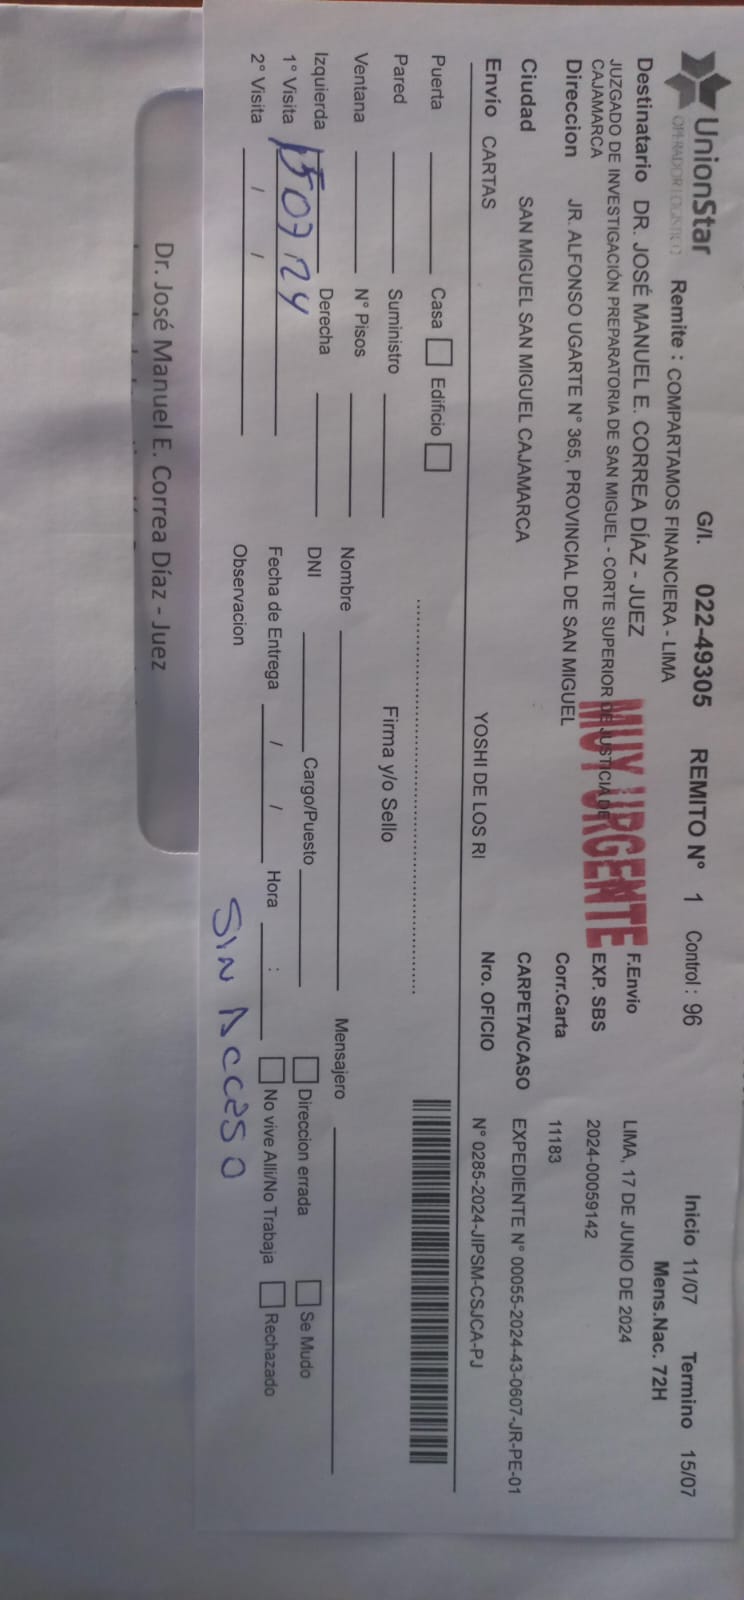 UnionStar
OPERADOR LOGISTICO
G/I. 022-49305 REMITO N° 1 Control : 96 Inicio 11/07 Termino 15/07
Remite : COMPARTAMOS FINANCIERA - LIMA
Mens.Nac. 72H
Destinatario DR. JOSÉ MANUEL E. CORREA DÍAZ - JUEZ
F.Envio LIMA, 17 DE JUNIO DE 2024
JUZGADO DE INVESTIGACIÓN PREPARATORIA DE SAN MIGUEL - CORTE SUPERIOR DE JUSTICIA DE
CAJAMARCA
MUY URGENTE
EXP. SBS 2024-00059142
Direccion JR. ALFONSO UGARTE N° 365, PROVINCIAL DE SAN MIGUEL
Corr.Carta 11183
Ciudad SAN MIGUEL SAN MIGUEL CAJAMARCA
CARPETA/CASO EXPEDIENTE N° 00055-2024-43-0607-JR-PE-01
Envío CARTAS YOSHI DE LOS RI
Nro. OFICIO N° 0285-2024-JIPSM-CSJCA-PJ
Puerta Casa Edificio
Pared Suministro
Firma y/o Sello
Ventana N° Pisos
Nombre Mensajero
Izquierda Derecha
DNI Cargo/Puesto Direccion errada Se Mudo
1° Visita
Fecha de Entrega / / Hora : No vive Alli/No Trabaja Rechazado
2° Visita / /
Observacion SIN ACCESO
Dr. José Manuel E. Correa Díaz - Juez